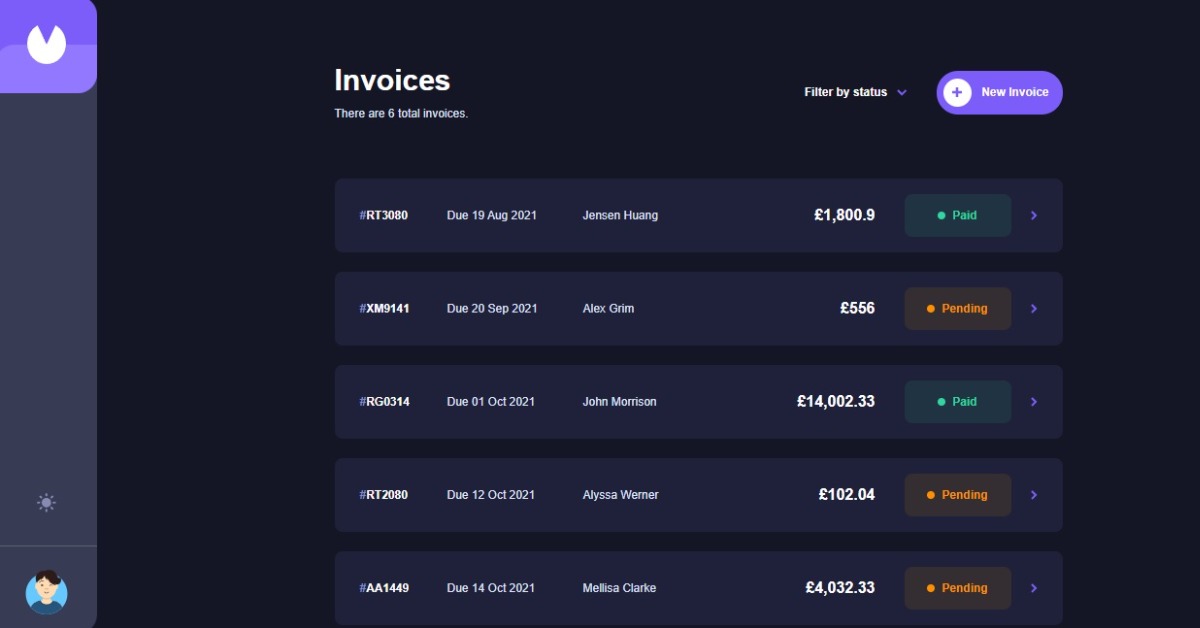 Invoices
There are 6 total invoices.
Filter by status
+ New Invoice
#RT3080 Due 19 Aug 2021 Jensen Huang £1,800.9 Paid
#XM9141 Due 20 Sep 2021 Alex Grim £556 Pending
#RG0314 Due 01 Oct 2021 John Morrison £14,002.33 Paid
#RT2080 Due 12 Oct 2021 Alyssa Werner £102.04 Pending
#AA1449 Due 14 Oct 2021 Mellisa Clarke £4,032.33 Pending